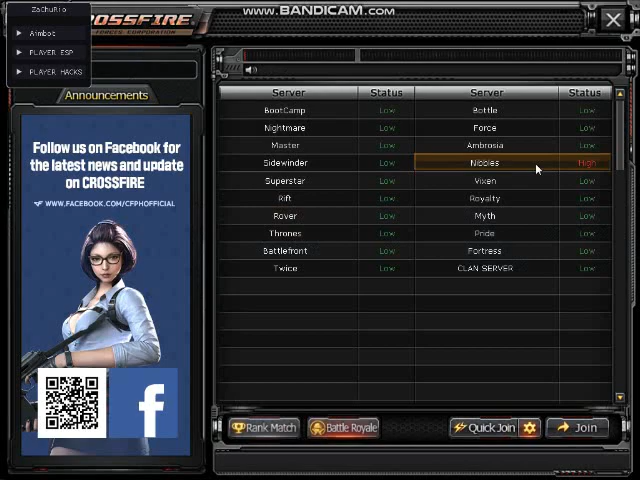 ZaChuRio
www.BANDICAM.com
CROSSFIRE
FORCES CORPORATION
Aimbot
PLAYER ESP
PLAYER HACKS
Announcements
Follow us on Facebook for
the latest news and update
on CROSSFIRE
WWW.FACEBOOK.COM/CFPHOFFICIAL
f
Server Status Server Status
BootCamp Low Bottle Low
Nightmare Low Force Low
Master Low Ambrosia Low
Sidewinder Low Nibbles High
Superstar Low Vixen Low
Rift Low Royalty Low
Rover Low Myth Low
Thrones Low Pride Low
Battlefront Low Fortress Low
Twice Low CLAN SERVER Low
Rank Match Battle Royale Quick Join Join